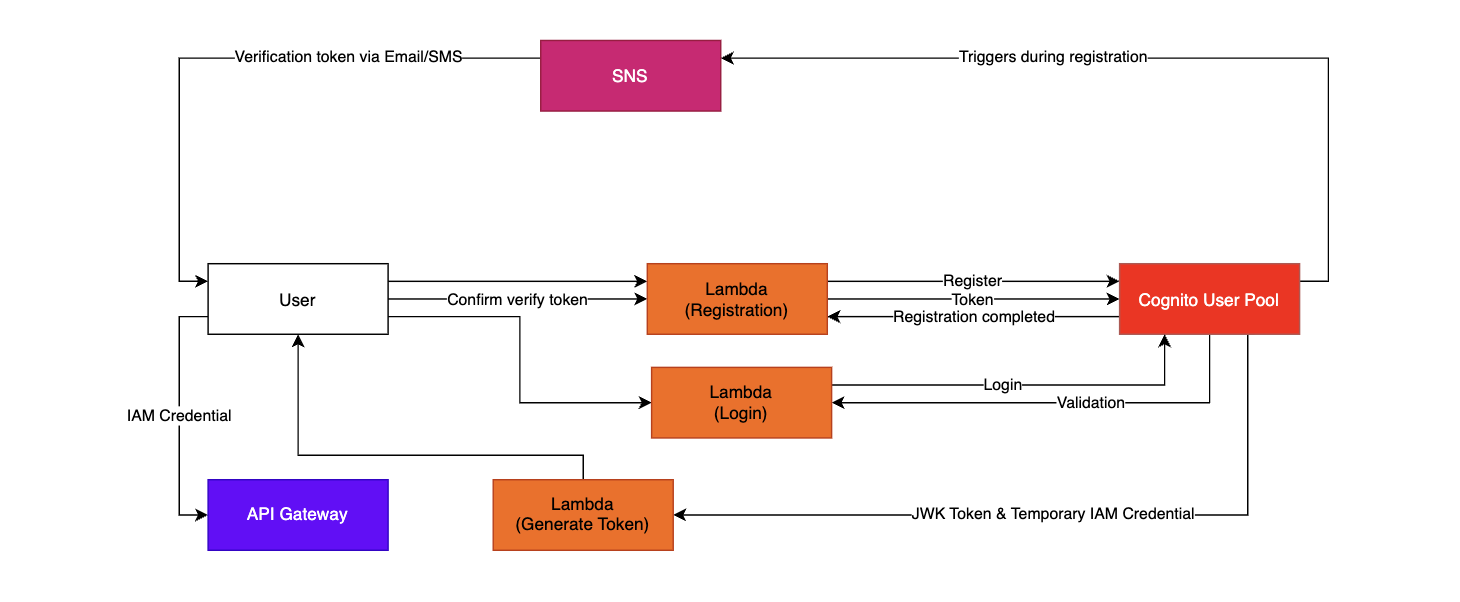 Verification token via Email/SMS
SNS
Triggers during registration
User
Confirm verify token
Lambda
(Registration)
Register
Token
Registration completed
Cognito User Pool
Lambda
(Login)
Login
Validation
IAM Credential
API Gateway
Lambda
(Generate Token)
JWK Token & Temporary IAM Credential